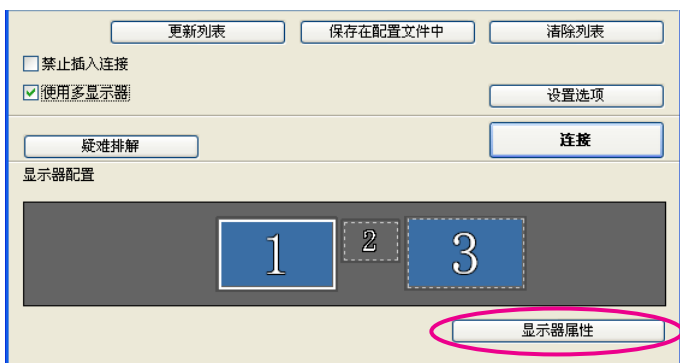 更新列表 保存在配置文件中 清除列表
禁止插入连接
使用多显示器
设置选项
疑难排解 连接
显示器配置
1 2 3
显示器属性